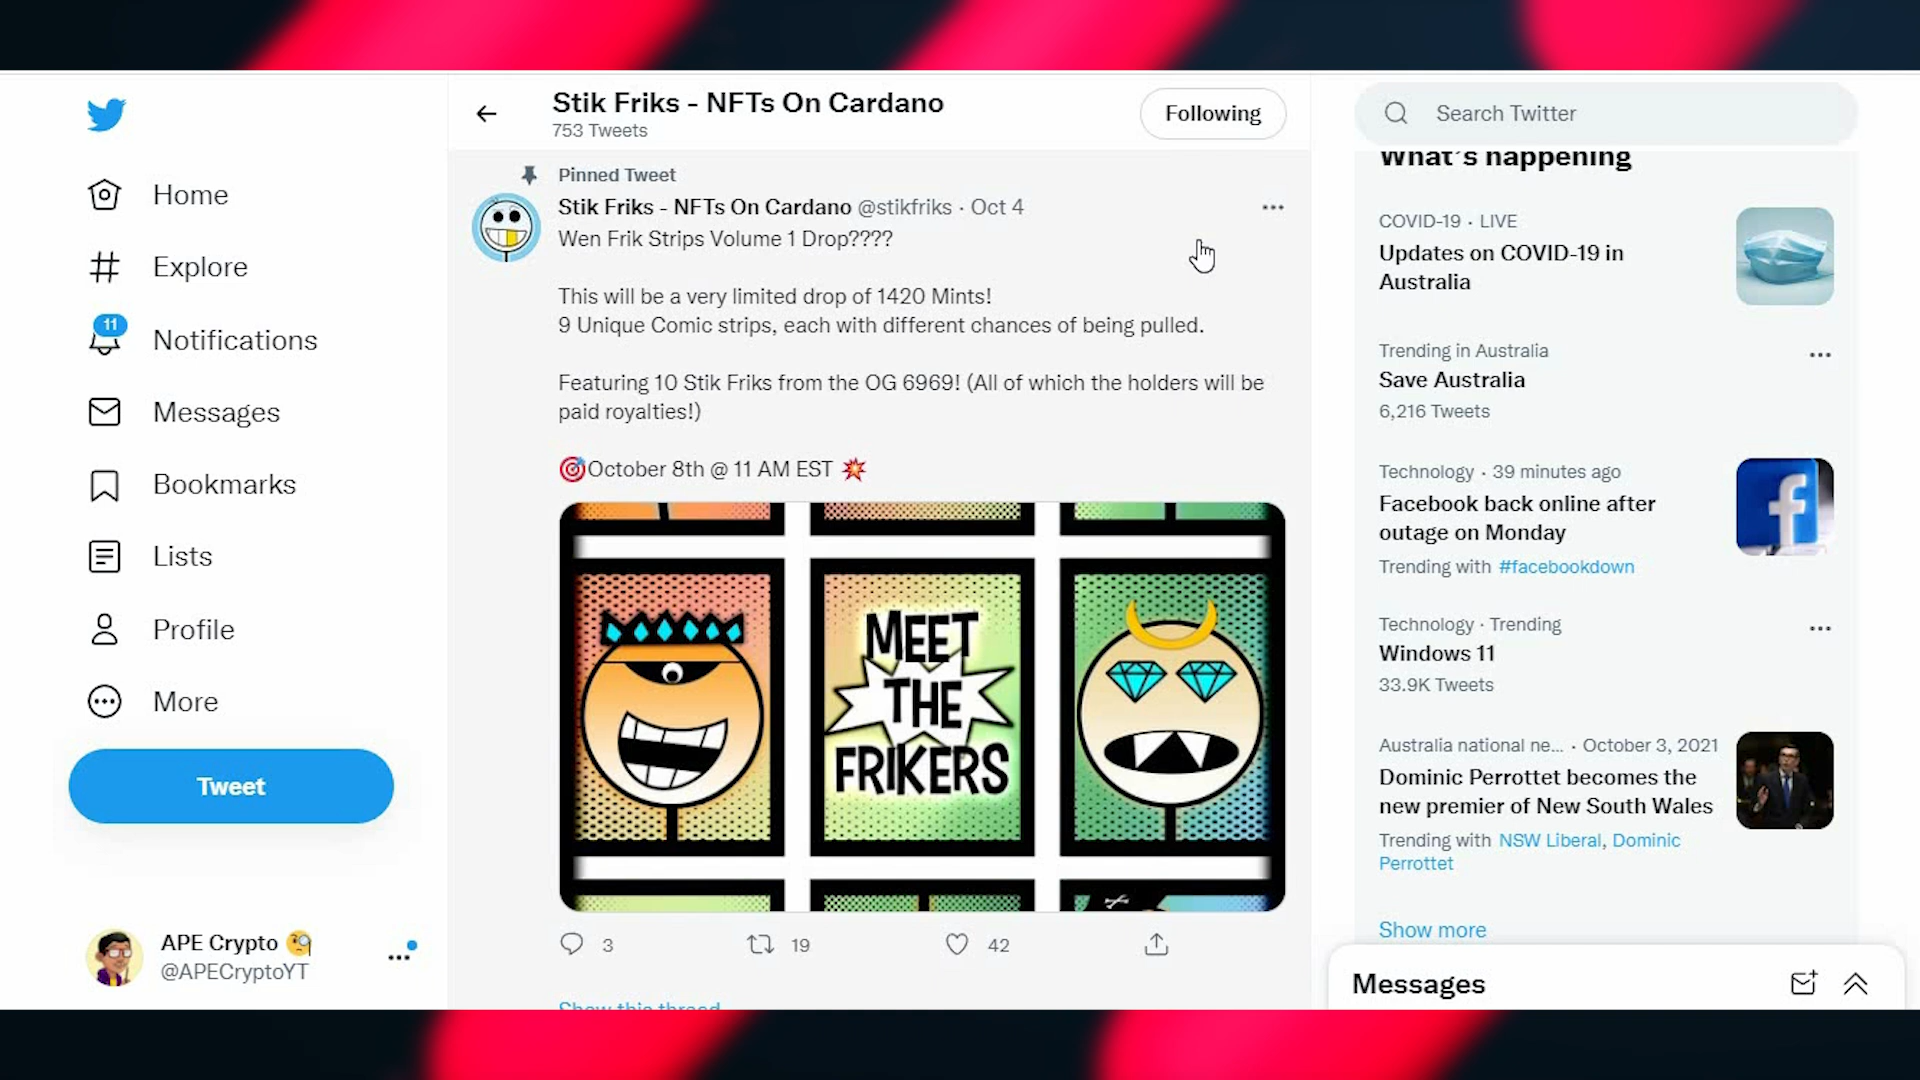 Home
Explore
11
Notifications
Messages
Bookmarks
Lists
Profile
More
Tweet
APE Crypto
@APECryptoYT
Stik Friks - NFTs On Cardano
753 Tweets
Following
Pinned Tweet
Stik Friks - NFTs On Cardano @stikfriks · Oct 4
Wen Frik Strips Volume 1 Drop????
This will be a very limited drop of 1420 Mints!
9 Unique Comic strips, each with different chances of being pulled.
Featuring 10 Stik Friks from the OG 6969! (All of which the holders will be
paid royalties!)
October 8th @ 11 AM EST
MEET
THE
FRIKERS
3
19
42
Show this thread
Search Twitter
What's happening
COVID-19 · LIVE
Updates on COVID-19 in
Australia
Trending in Australia
Save Australia
6,216 Tweets
Technology · 39 minutes ago
Facebook back online after
outage on Monday
Trending with #facebookdown
Technology · Trending
Windows 11
33.9K Tweets
Australia national ne... · October 3, 2021
Dominic Perrottet becomes the
new premier of New South Wales
Trending with NSW Liberal, Dominic
Perrottet
Show more
Messages